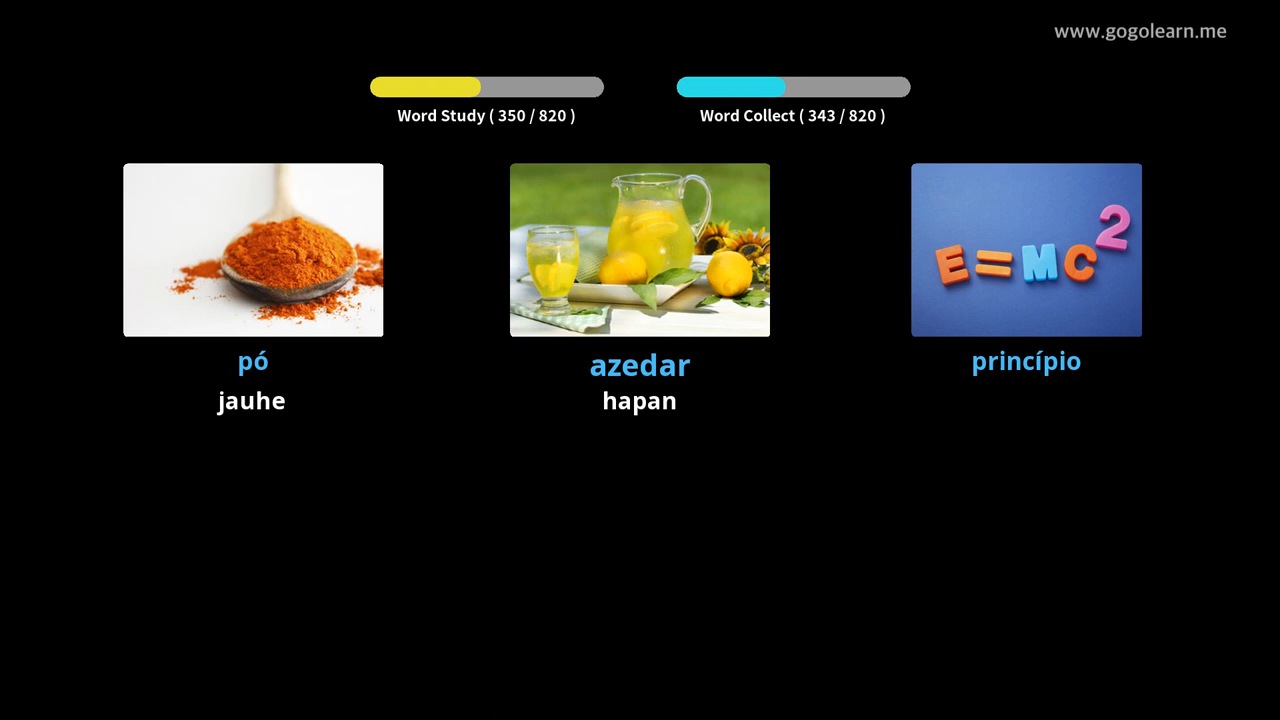 www.gogolearn.me
Word Study ( 350 / 820 )
Word Collect ( 343 / 820 )
E=MC2
pó
azedar
princípio
jauhe
hapan